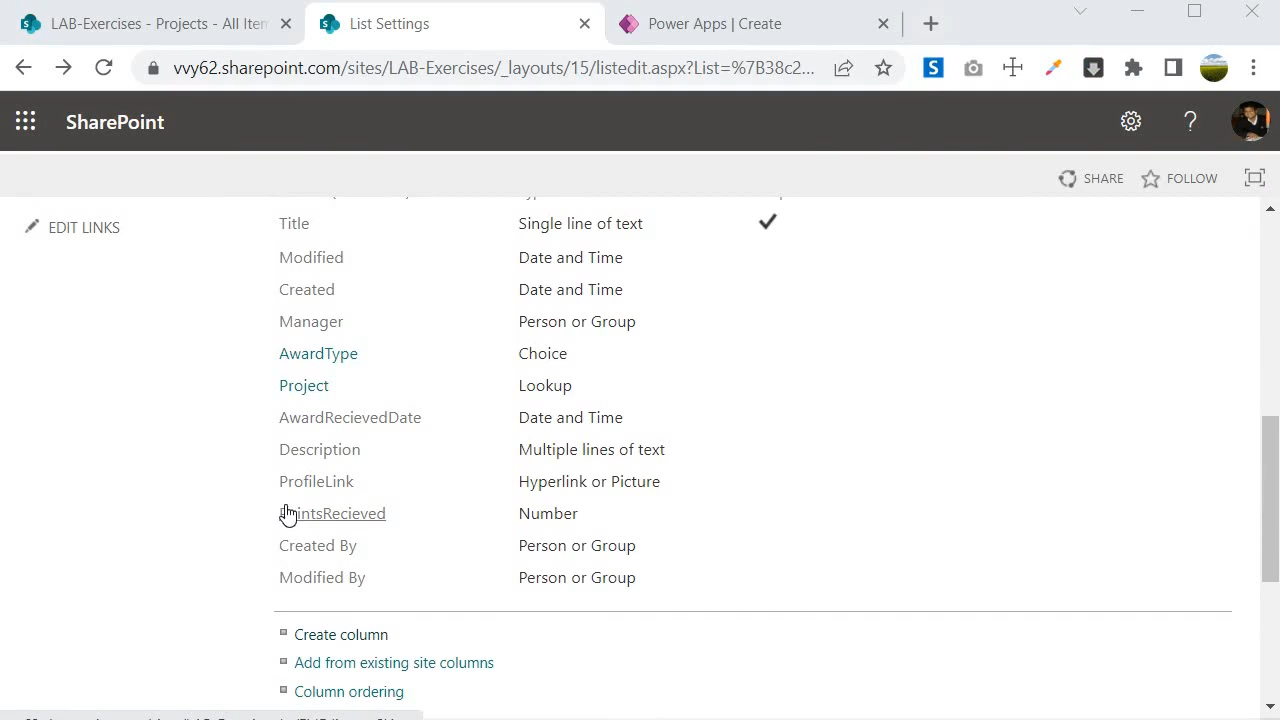 LAB-Exercises - Projects - All Iten
List Settings
Power Apps | Create
vvy62.sharepoint.com/sites/LAB-Exercises/_layouts/15/listedit.aspx?List=%7B38c2...
S
SharePoint
?
SHARE
FOLLOW
EDIT LINKS
Title Single line of text
Modified Date and Time
Created Date and Time
Manager Person or Group
AwardType Choice
Project Lookup
AwardRecievedDate Date and Time
Description Multiple lines of text
ProfileLink Hyperlink or Picture
PointsRecieved Number
Created By Person or Group
Modified By Person or Group
Create column
Add from existing site columns
Column ordering